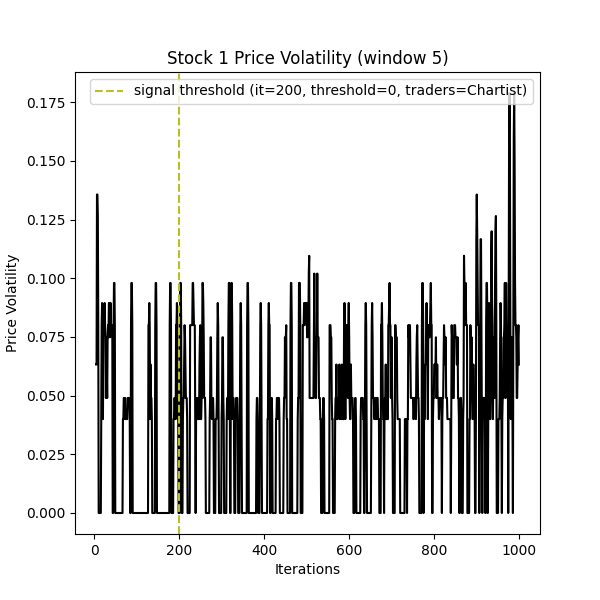 Stock 1 Price Volatility (window 5)
signal threshold (it=200, threshold=0, traders=Chartist)
Price Volatility
0.175
0.150
0.125
0.100
0.075
0.050
0.025
0.000
0 200 400 600 800 1000
Iterations